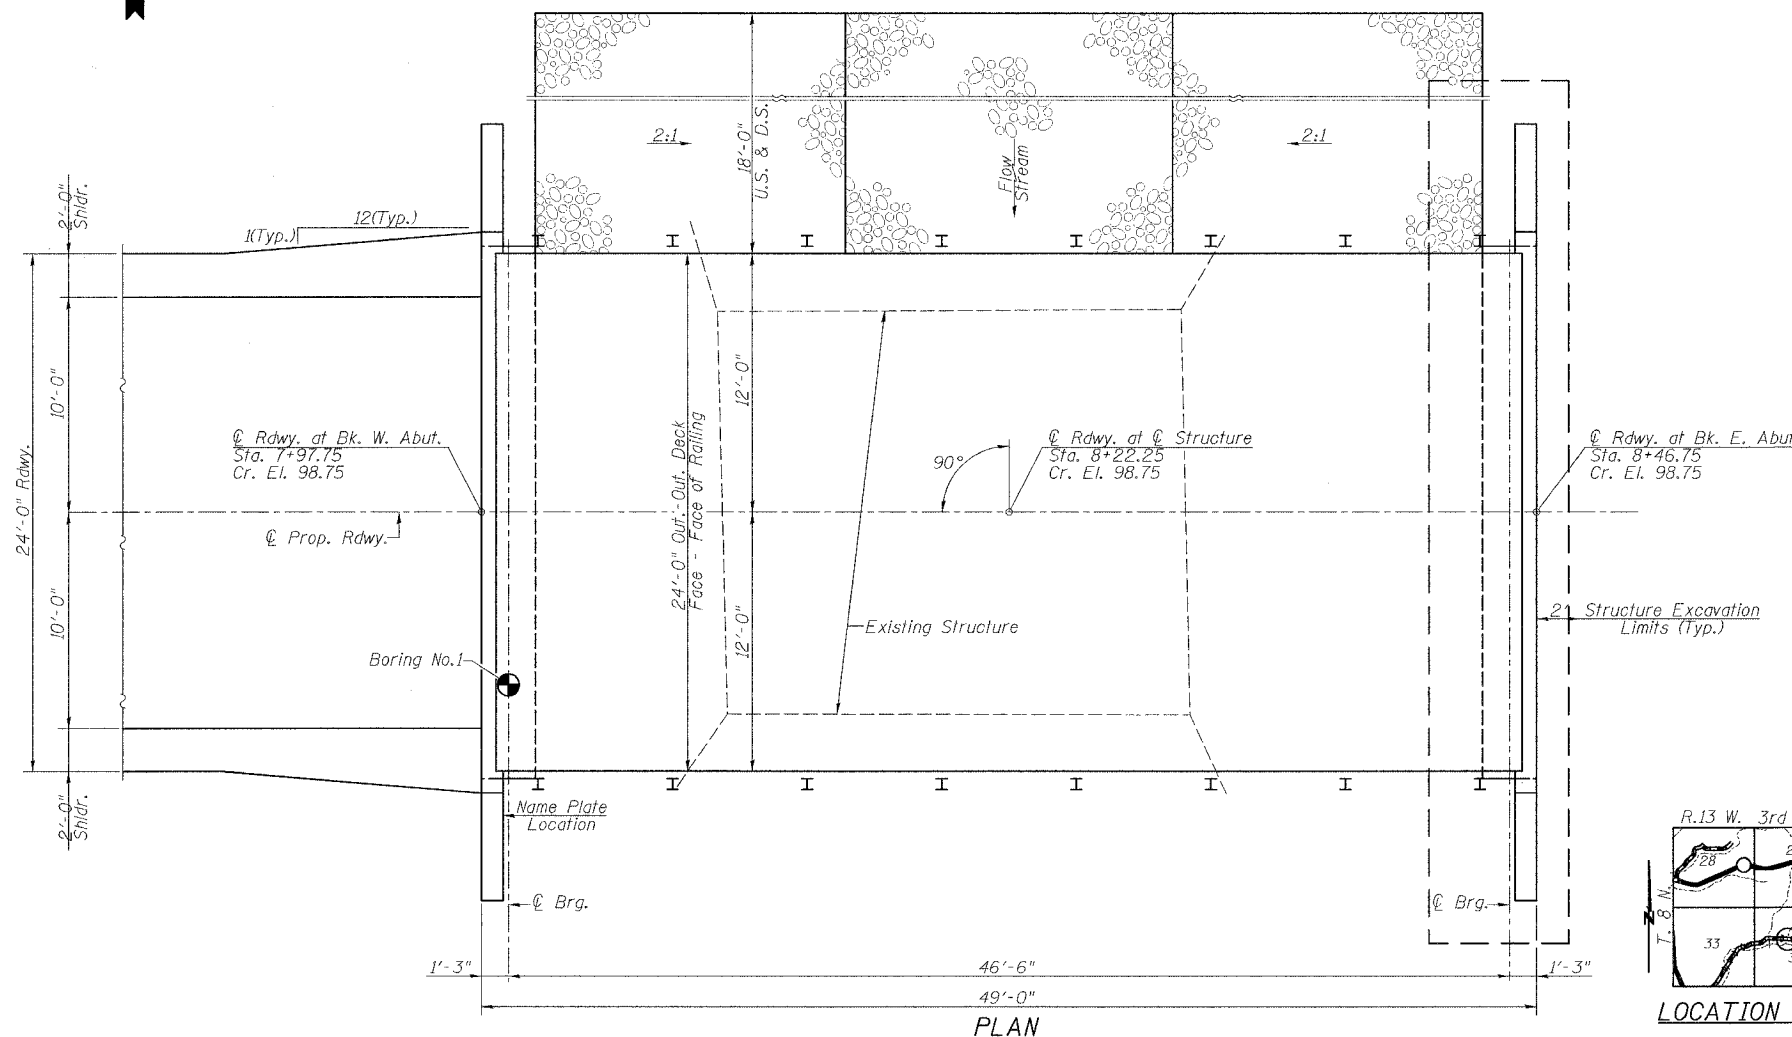 18'-0"
U.S. & D.S.
2:1
2:1
Flow
Stream
2'-0"
Shldr.
12(Typ.)
1(Typ.)
10'-0"
24'-0" Rdwy.
℄ Rdwy. at Bk. W. Abut.
Sta. 7+97.75
Cr. El. 98.75
℄ Prop. Rdwy.
24'-0" Out.-Out. Deck
Face - Face of Railing
12'-0"
90°
℄ Rdwy. at ℄ Structure
Sta. 8+22.25
Cr. El. 98.75
℄ Rdwy. at Bk. E. Abut
Sta. 8+46.75
Cr. El. 98.75
10'-0"
Boring No.1
12'-0"
Existing Structure
2' Structure Excavation
Limits (Typ.)
2'-0"
Shldr.
Name Plate
Location
℄ Brg.
℄ Brg.
1'-3"
46'-6"
1'-3"
49'-0"
PLAN
R.13 W. 3rd
28
2
T. 8 N.
33
N
LOCATION